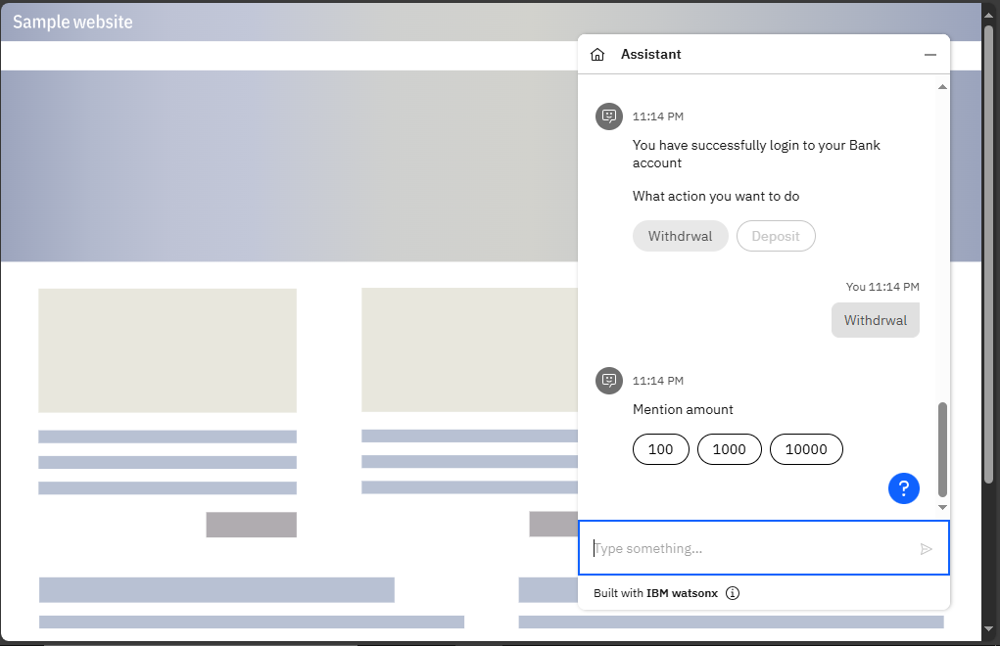 Sample website
Assistant
11:14 PM
You have successfully login to your Bank
account
What action you want to do
Withdrwal
Deposit
You 11:14 PM
Withdrwal
11:14 PM
Mention amount
100
1000
10000
?
Type something...
Built with IBM watsonx